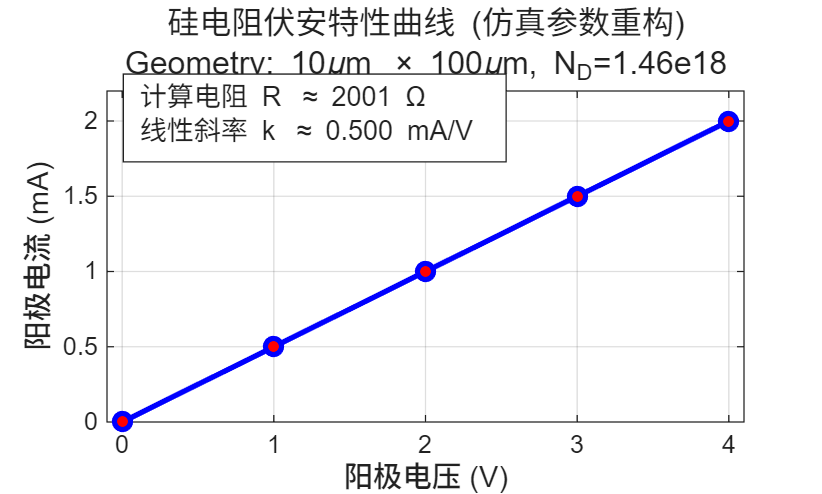 硅电阻伏安特性曲线 (仿真参数重构)
Geometry: 10μm × 100μm, N_D=1.46e18
计算电阻 R ≈ 2001 Ω
线性斜率 k ≈ 0.500 mA/V
阳极电流 (mA)
2
1.5
1
0.5
0
0 1 2 3 4
阳极电压 (V)